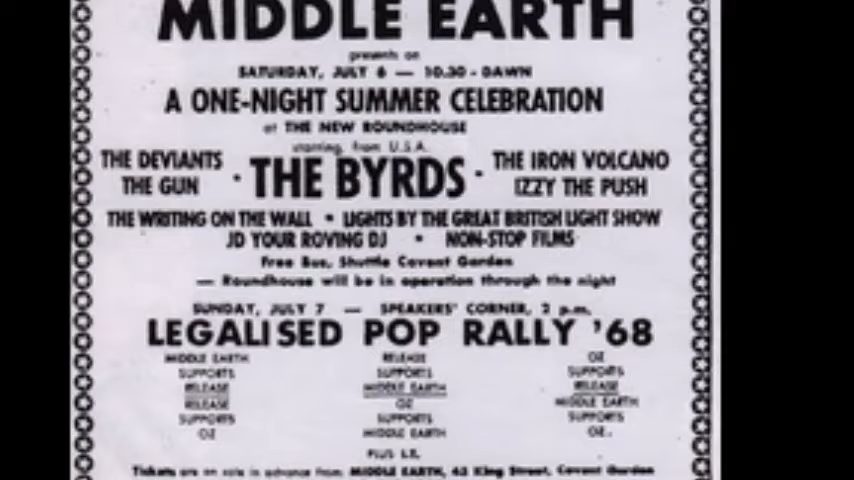 MIDDLE EARTH
presents on
SATURDAY, JULY 6 — 10.30 - DAWN
A ONE-NIGHT SUMMER CELEBRATION
at THE NEW ROUNDHOUSE
starring, from U.S.A.
THE DEVIANTS · THE BYRDS · THE IRON VOLCANO
THE GUN IZZY THE PUSH
THE WRITING ON THE WALL • LIGHTS BY THE GREAT BRITISH LIGHT SHOW
JD YOUR ROVING DJ • NON-STOP FILMS
Free Bus, Shuttle Covent Garden
— Roundhouse will be in operation through the night
SUNDAY, JULY 7 — SPEAKERS' CORNER, 2 p.m.
LEGALISED POP RALLY '68
MIDDLE EARTH RELEASE OZ
SUPPORTS SUPPORTS SUPPORTS
RELEASE MIDDLE EARTH RELEASE
RELEASE OZ MIDDLE EARTH
SUPPORTS SUPPORTS SUPPORTS
OZ MIDDLE EARTH OZ.
PLUS
Tickets are on sale in advance from MIDDLE EARTH, 43 King Street, Covent Garden